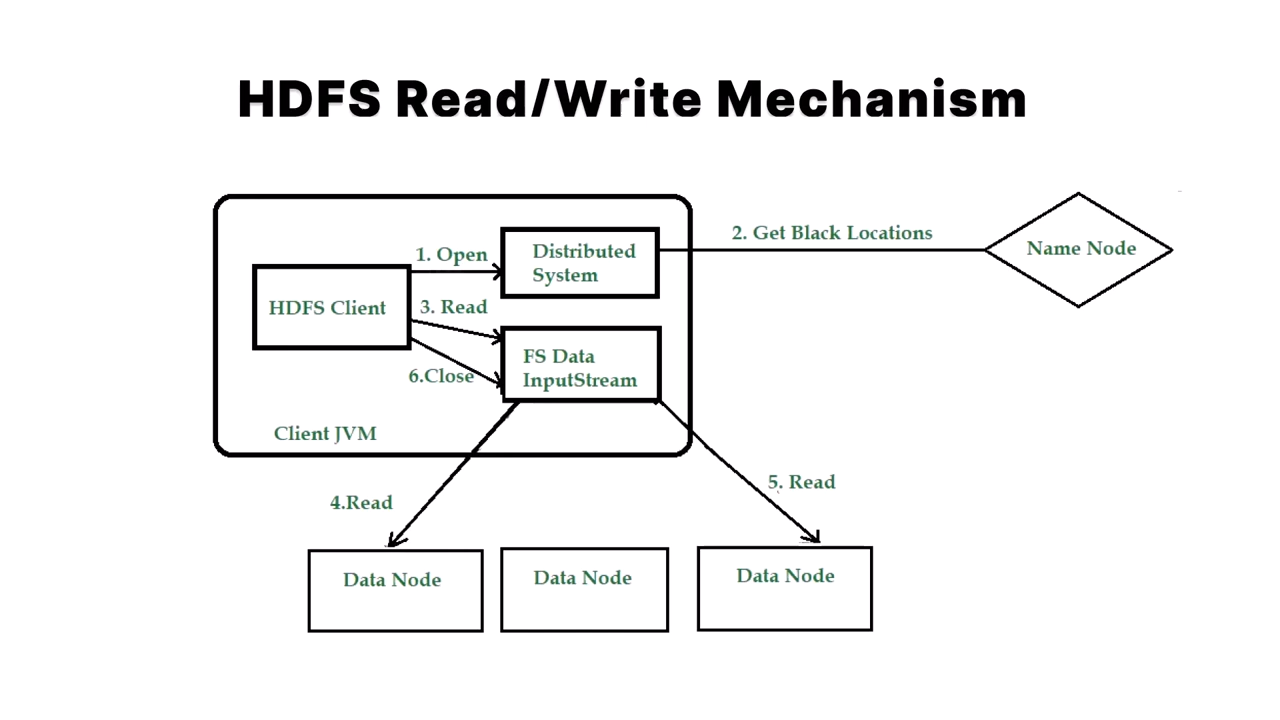 HDFS Read/Write Mechanism
1. Open
Distributed
System
2. Get Black Locations
Name Node
HDFS Client
3. Read
FS Data
InputStream
6.Close
Client JVM
4.Read
5. Read
Data Node
Data Node
Data Node